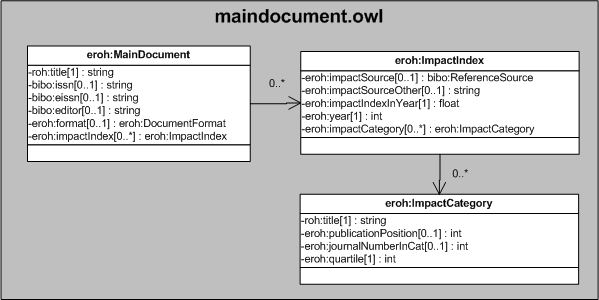 maindocument.owl
eroh:MainDocument
-roh:title[1] : string
-bibo:issn[0..1] : string
-bibo:eissn[0..1] : string
-bibo:editor[0..1] : string
-eroh:format[0..1] : eroh:DocumentFormat
-eroh:impactIndex[0..*] : eroh:ImpactIndex
0..*
eroh:ImpactIndex
-eroh:impactSource[0..1] : bibo:ReferenceSource
-eroh:impactSourceOther[0..1] : string
-eroh:impactIndexInYear[1] : float
-eroh:year[1] : int
-eroh:impactCategory[0..*] : eroh:ImpactCategory
0..*
eroh:ImpactCategory
-roh:title[1] : string
-eroh:publicationPosition[0..1] : int
-eroh:journalNumberInCat[0..1] : int
-eroh:quartile[1] : int